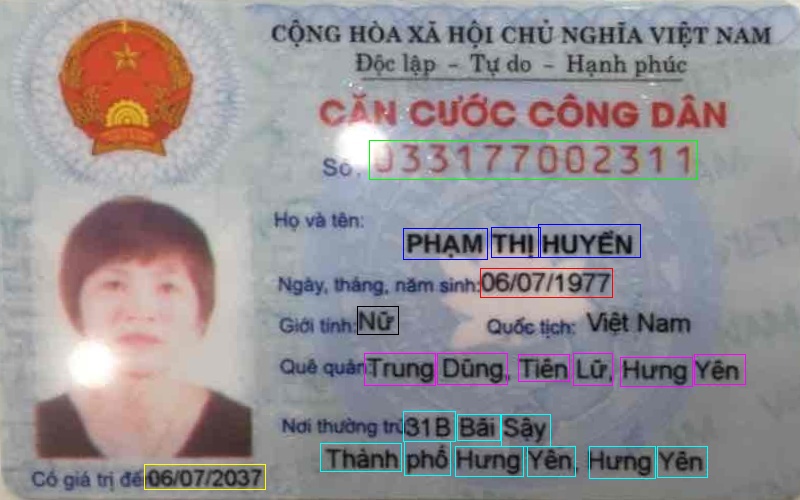 CỘNG HÒA XÃ HỘI CHỦ NGHĨA VIỆT NAM
Độc lập - Tự do - Hạnh phúc
CĂN CƯỚC CÔNG DÂN
Số: 033177002311
Họ và tên:
PHẠM THỊ HUYỀN
Ngày, tháng, năm sinh: 06/07/1977
Giới tính: Nữ Quốc tịch: Việt Nam
Quê quán: Trung Dũng, Tiên Lữ, Hưng Yên
Nơi thường trú: 31B Bãi Sậy
Thành phố Hưng Yên, Hưng Yên
Có giá trị đến: 06/07/2037